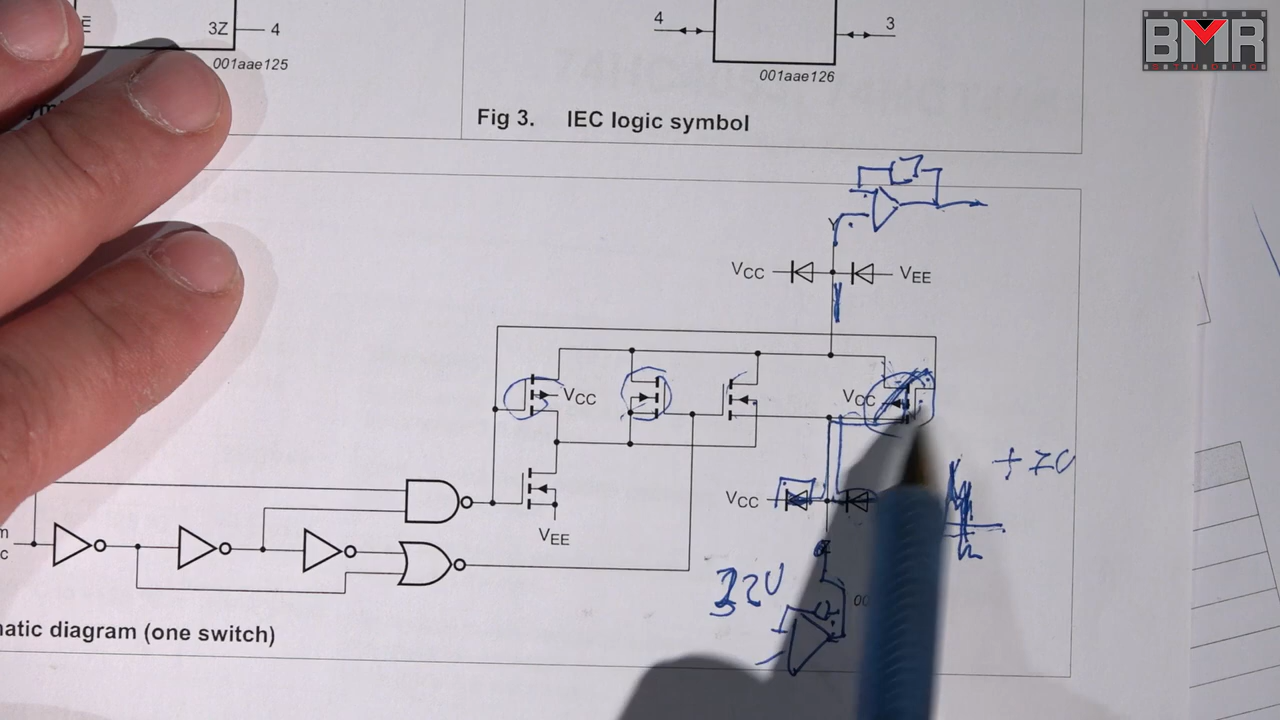 3Z
4
001aae125
4
3
001aae126
Fig 3. IEC logic symbol
BMR
Y
VCC
VEE
VCC
VCC
VCC
VEE
+20
32V
atic diagram (one switch)